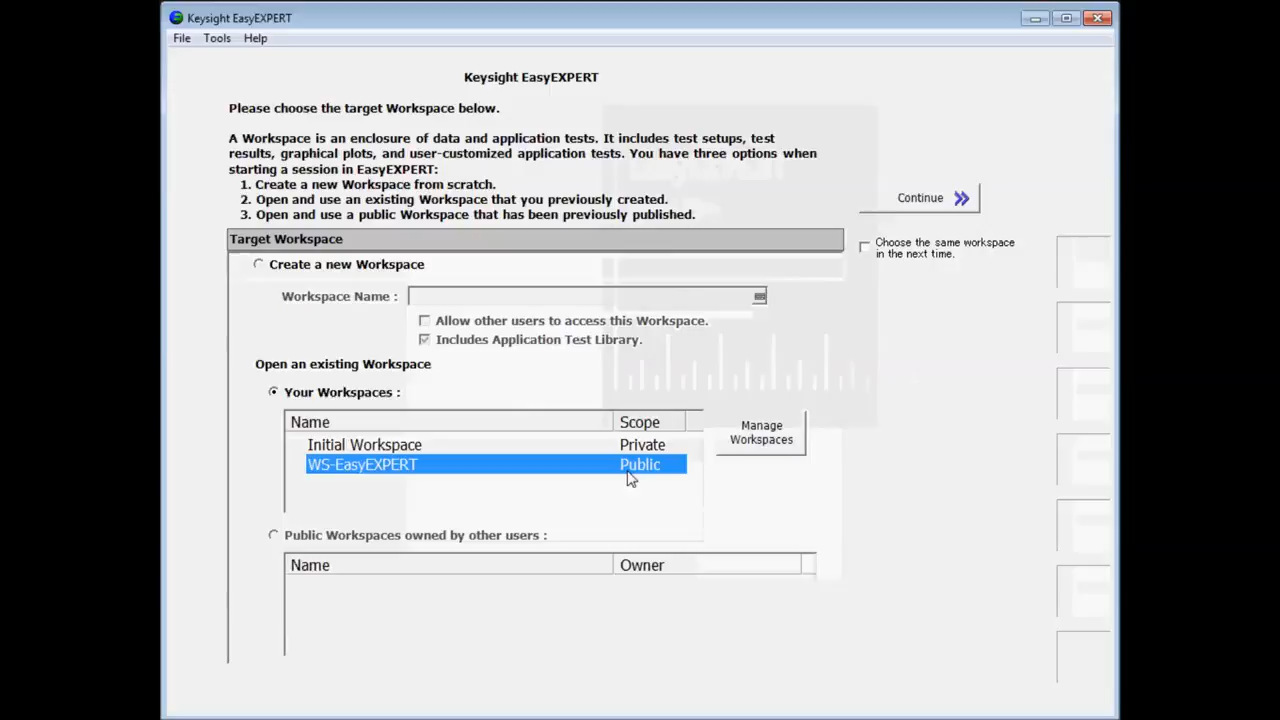 Keysight EasyEXPERT
File Tools Help
Keysight EasyEXPERT
Please choose the target Workspace below.
A Workspace is an enclosure of data and application tests. It includes test setups, test
results, graphical plots, and user-customized application tests. You have three options when
starting a session in EasyEXPERT:
1. Create a new Workspace from scratch.
2. Open and use an existing Workspace that you previously created.
3. Open and use a public Workspace that has been previously published.
Continue
Target Workspace
Choose the same workspace
in the next time.
Create a new Workspace
Workspace Name :
Allow other users to access this Workspace.
Includes Application Test Library.
Open an existing Workspace
Your Workspaces :
Name Scope
Manage
Workspaces
Initial Workspace Private
WS-EasyEXPERT Public
Public Workspaces owned by other users :
Name Owner